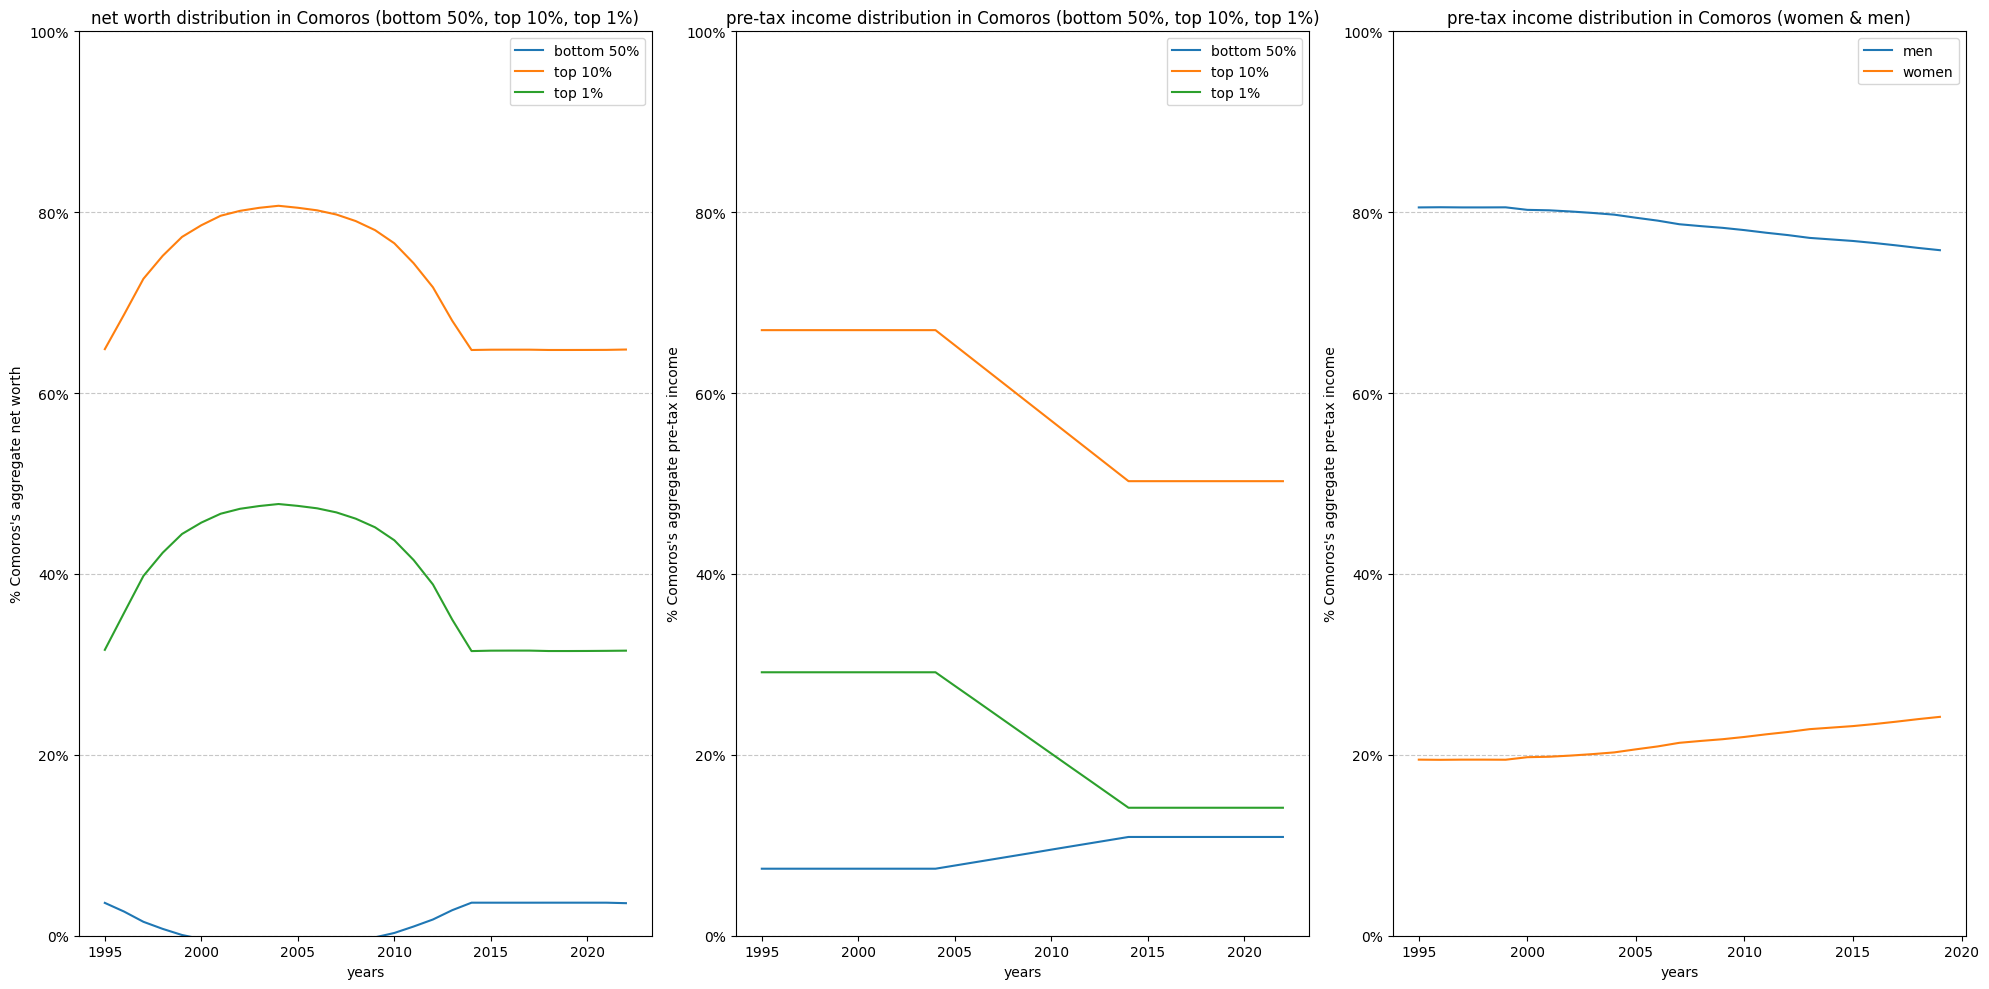 net worth distribution in Comoros (bottom 50%, top 10%, top 1%)
100%
80%
60%
40%
20%
0%
% Comoros's aggregate net worth
bottom 50%
top 10%
top 1%
1995
2000
2005
2010
2015
2020
years
pre-tax income distribution in Comoros (bottom 50%, top 10%, top 1%)
100%
80%
60%
40%
20%
0%
% Comoros's aggregate pre-tax income
bottom 50%
top 10%
top 1%
1995
2000
2005
2010
2015
2020
years
pre-tax income distribution in Comoros (women & men)
100%
80%
60%
40%
20%
0%
% Comoros's aggregate pre-tax income
men
women
1995
2000
2005
2010
2015
2020
years